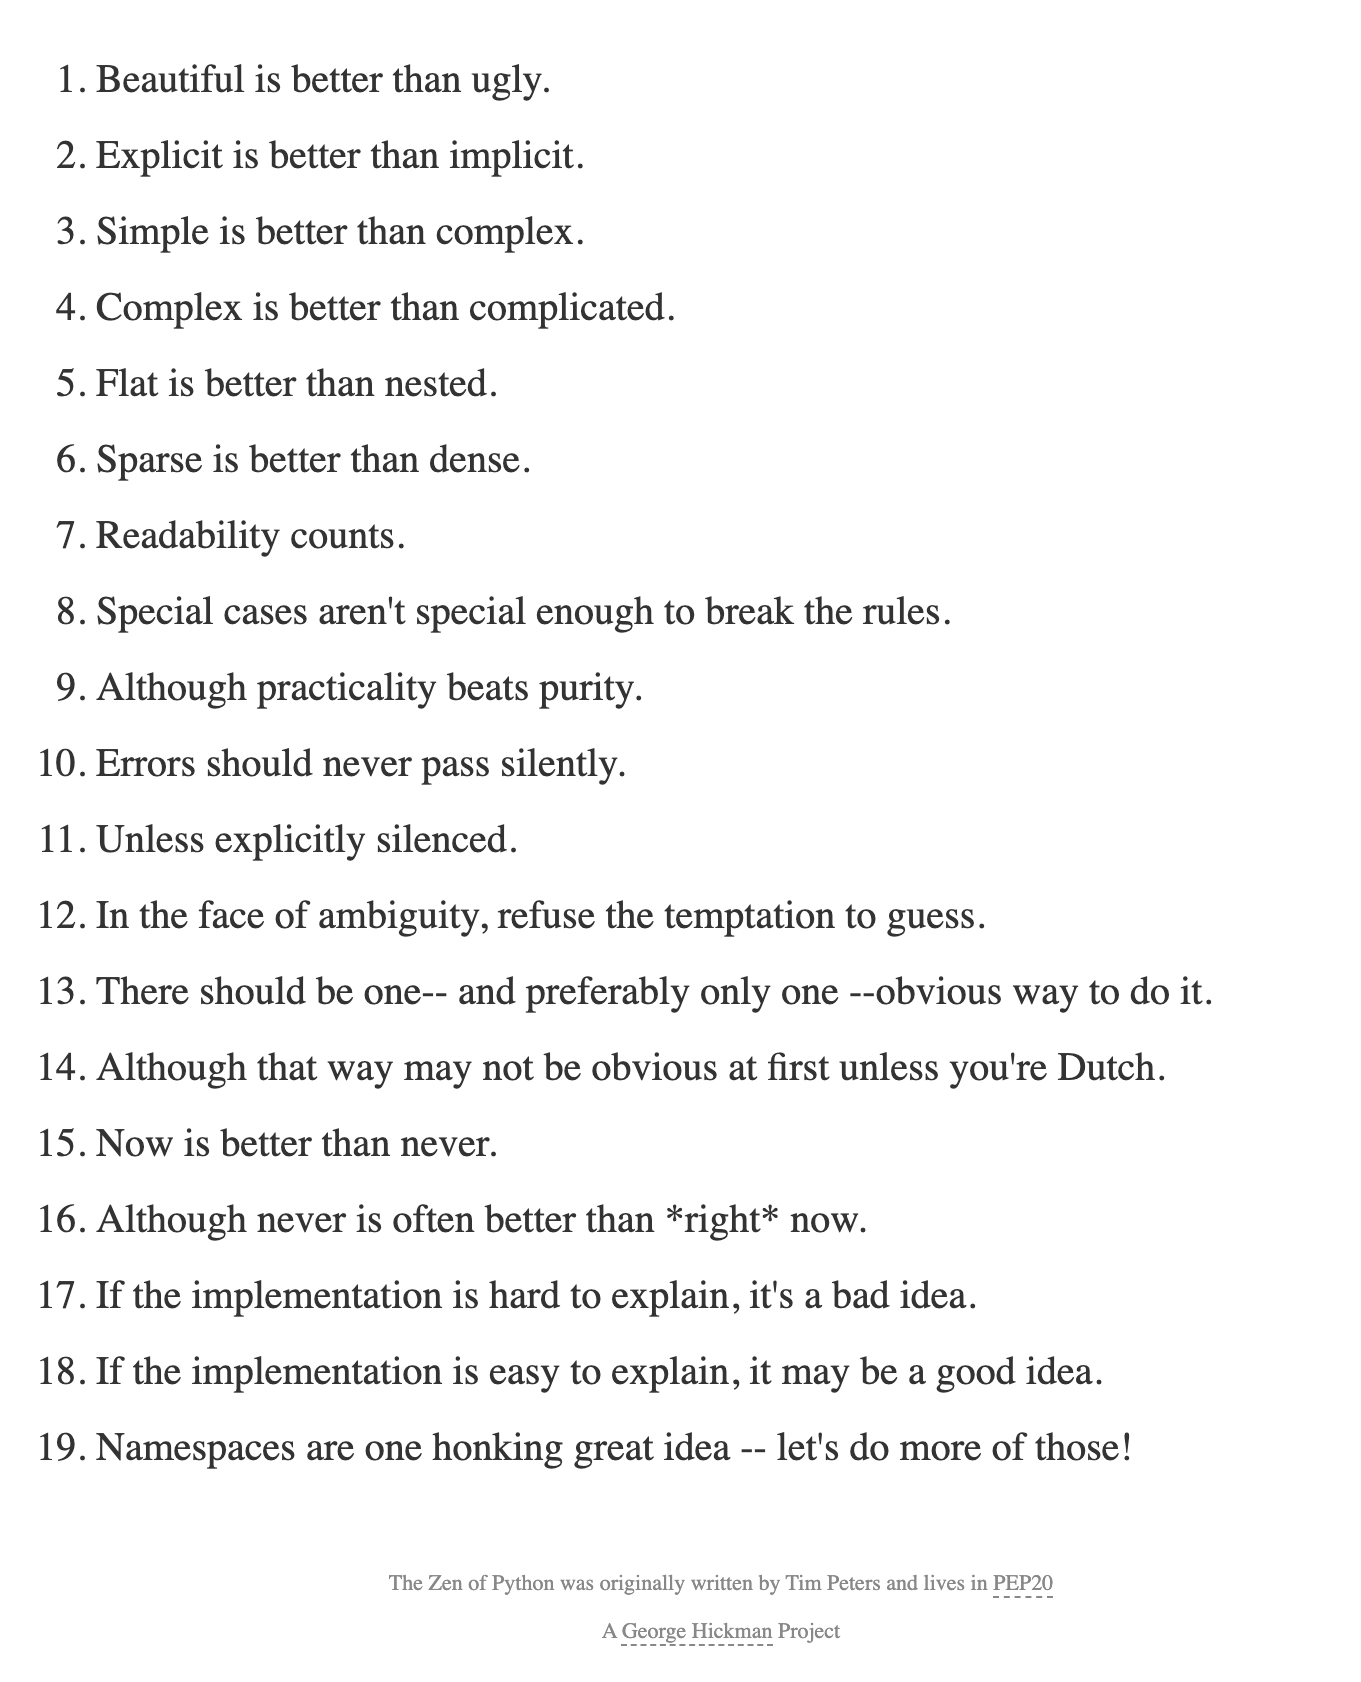 1. Beautiful is better than ugly.
2. Explicit is better than implicit.
3. Simple is better than complex.
4. Complex is better than complicated.
5. Flat is better than nested.
6. Sparse is better than dense.
7. Readability counts.
8. Special cases aren't special enough to break the rules.
9. Although practicality beats purity.
10. Errors should never pass silently.
11. Unless explicitly silenced.
12. In the face of ambiguity, refuse the temptation to guess.
13. There should be one-- and preferably only one --obvious way to do it.
14. Although that way may not be obvious at first unless you're Dutch.
15. Now is better than never.
16. Although never is often better than *right* now.
17. If the implementation is hard to explain, it's a bad idea.
18. If the implementation is easy to explain, it may be a good idea.
19. Namespaces are one honking great idea -- let's do more of those!
The Zen of Python was originally written by Tim Peters and lives in PEP20
A George Hickman Project